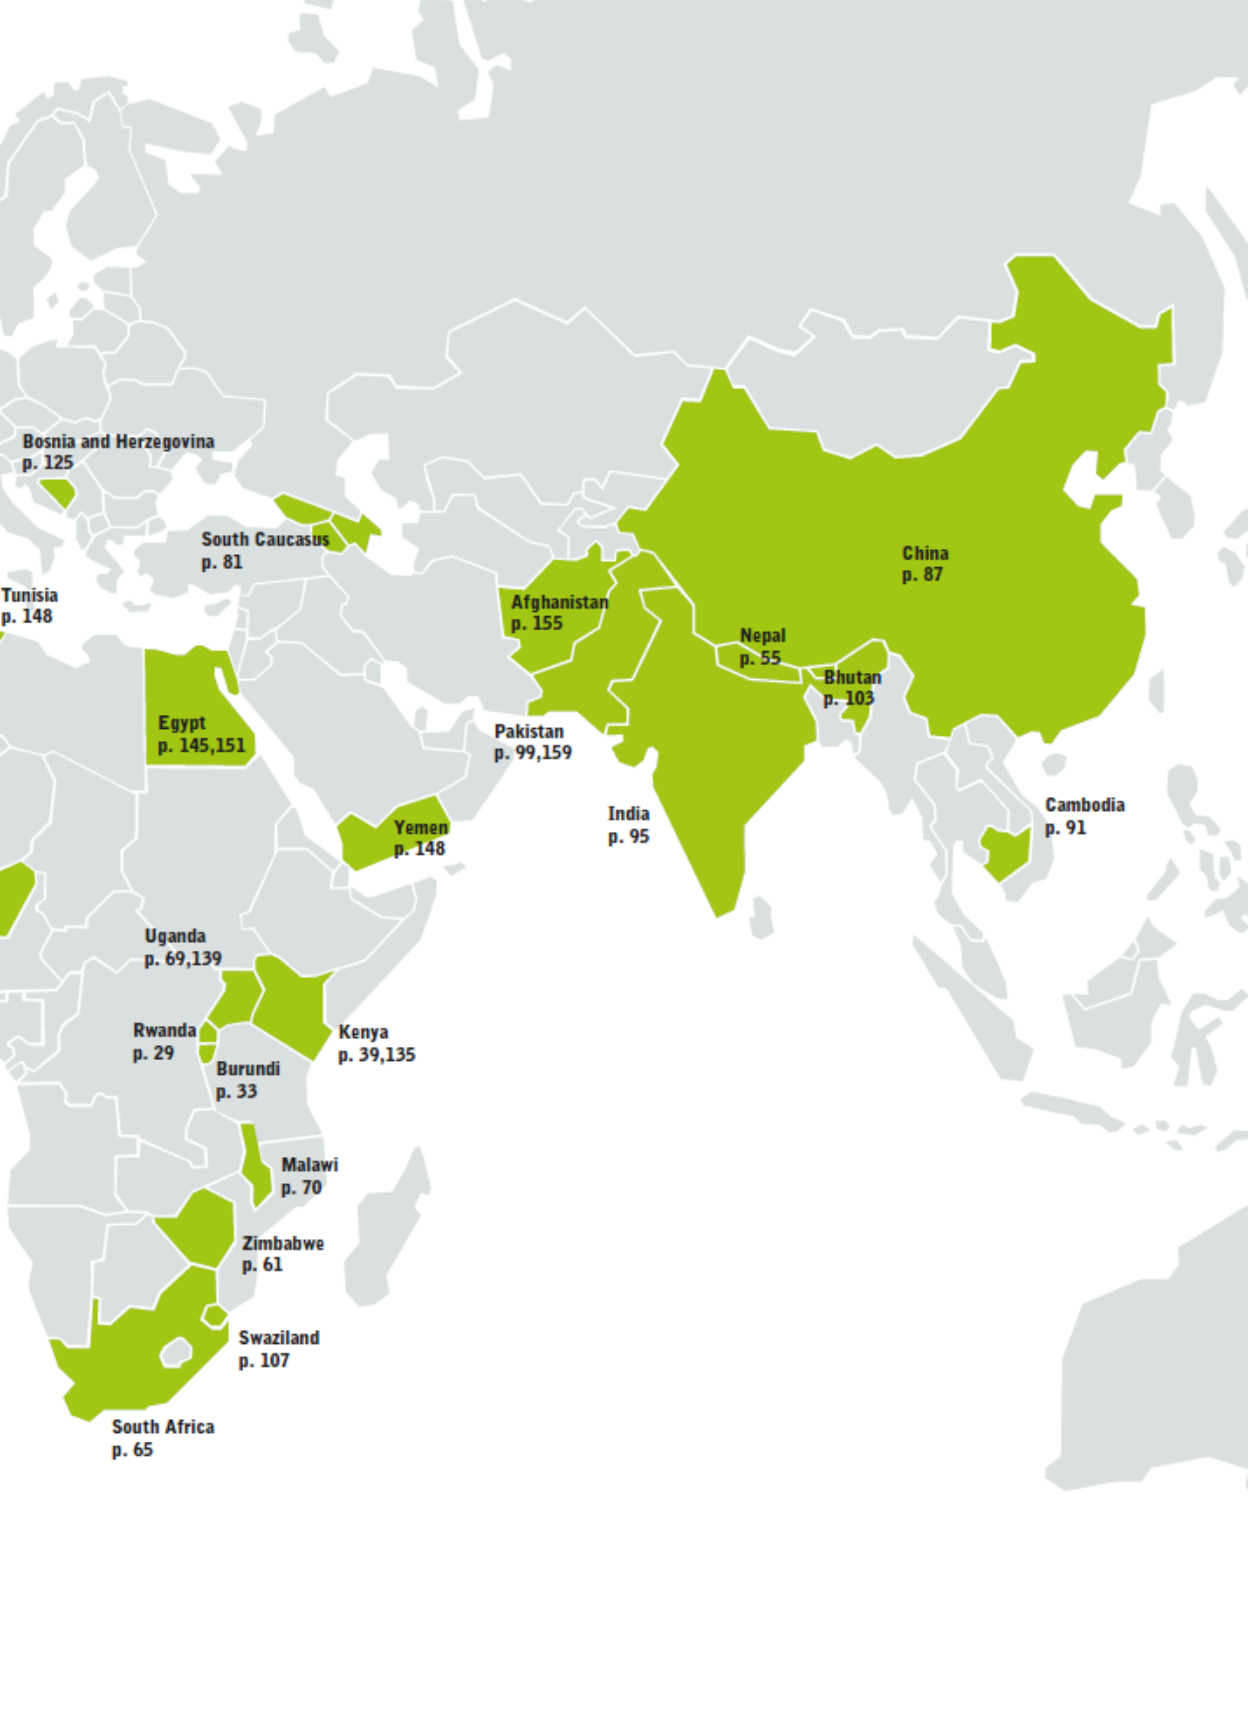 Bosnia and Herzegovina
p. 125
South Caucasus
p. 81
Tunisia
p. 148
China
p. 87
Afghanistan
p. 155
Nepal
p. 55
Bhutan
p. 103
Egypt
p. 145,151
Pakistan
p. 99,159
India
p. 95
Cambodia
p. 91
Yemen
p. 148
Uganda
p. 69,139
Rwanda
p. 29
Kenya
p. 39,135
Burundi
p. 33
Malawi
p. 70
Zimbabwe
p. 61
Swaziland
p. 107
South Africa
p. 65